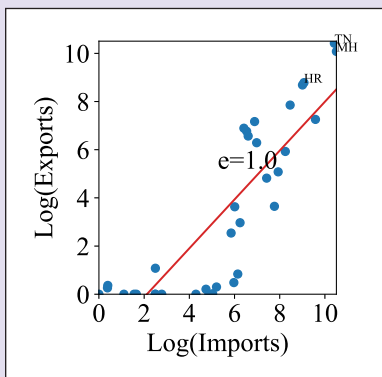 TN
MH
10
HR
8
6
e=1.0
4
2
0
0 2 4 6 8 10
Log(Exports)
Log(Imports)